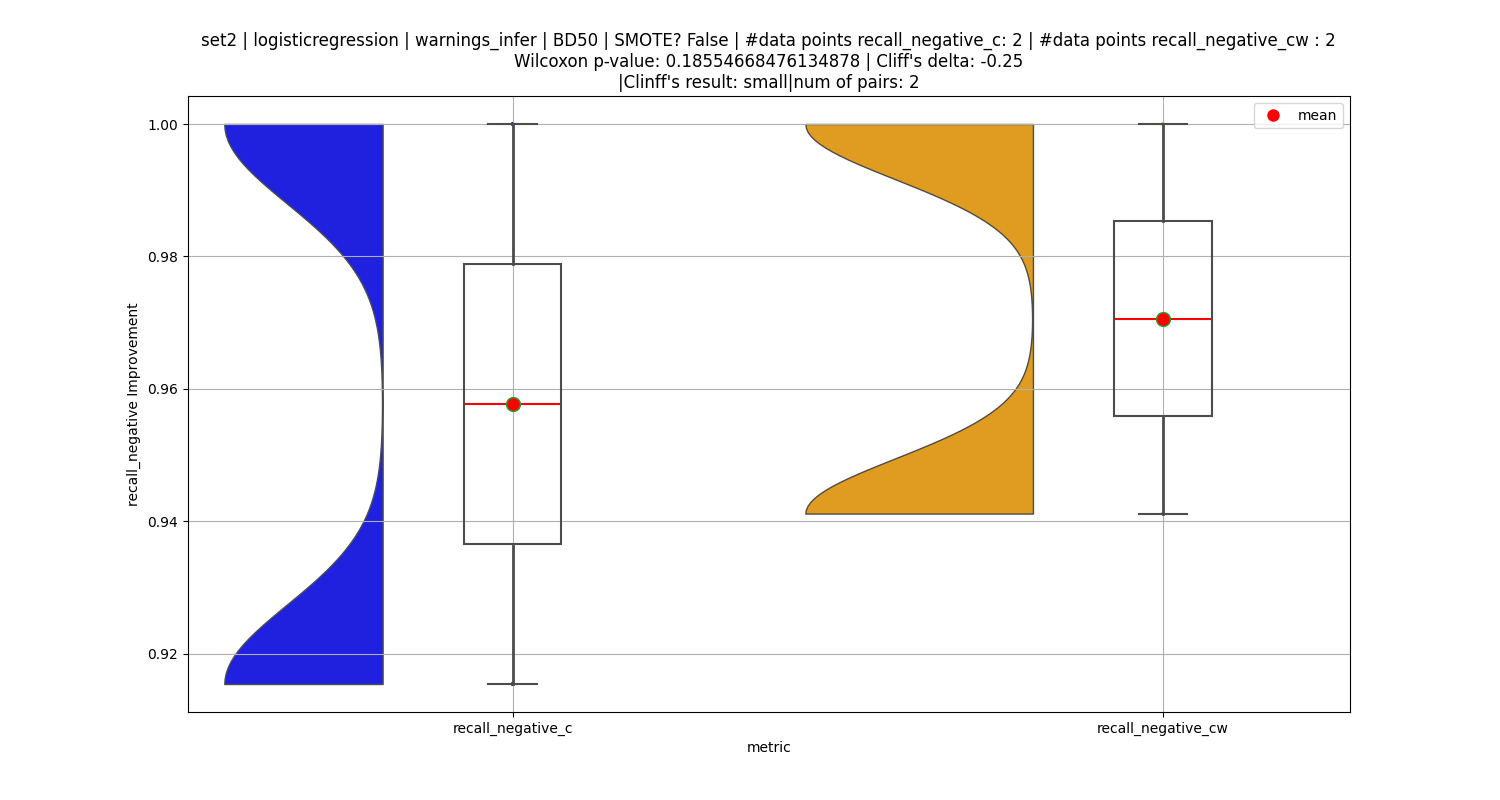 set2 | logisticregression | warnings_infer | BD50 | SMOTE? False | #data points recall_negative_c: 2 | #data points recall_negative_cw : 2
Wilcoxon p-value: 0.18554668476134878 | Cliff's delta: -0.25
|Clinff's result: small|num of pairs: 2
mean
1.00
0.98
0.96
0.94
0.92
recall_negative Improvement
recall_negative_c
recall_negative_cw
metric